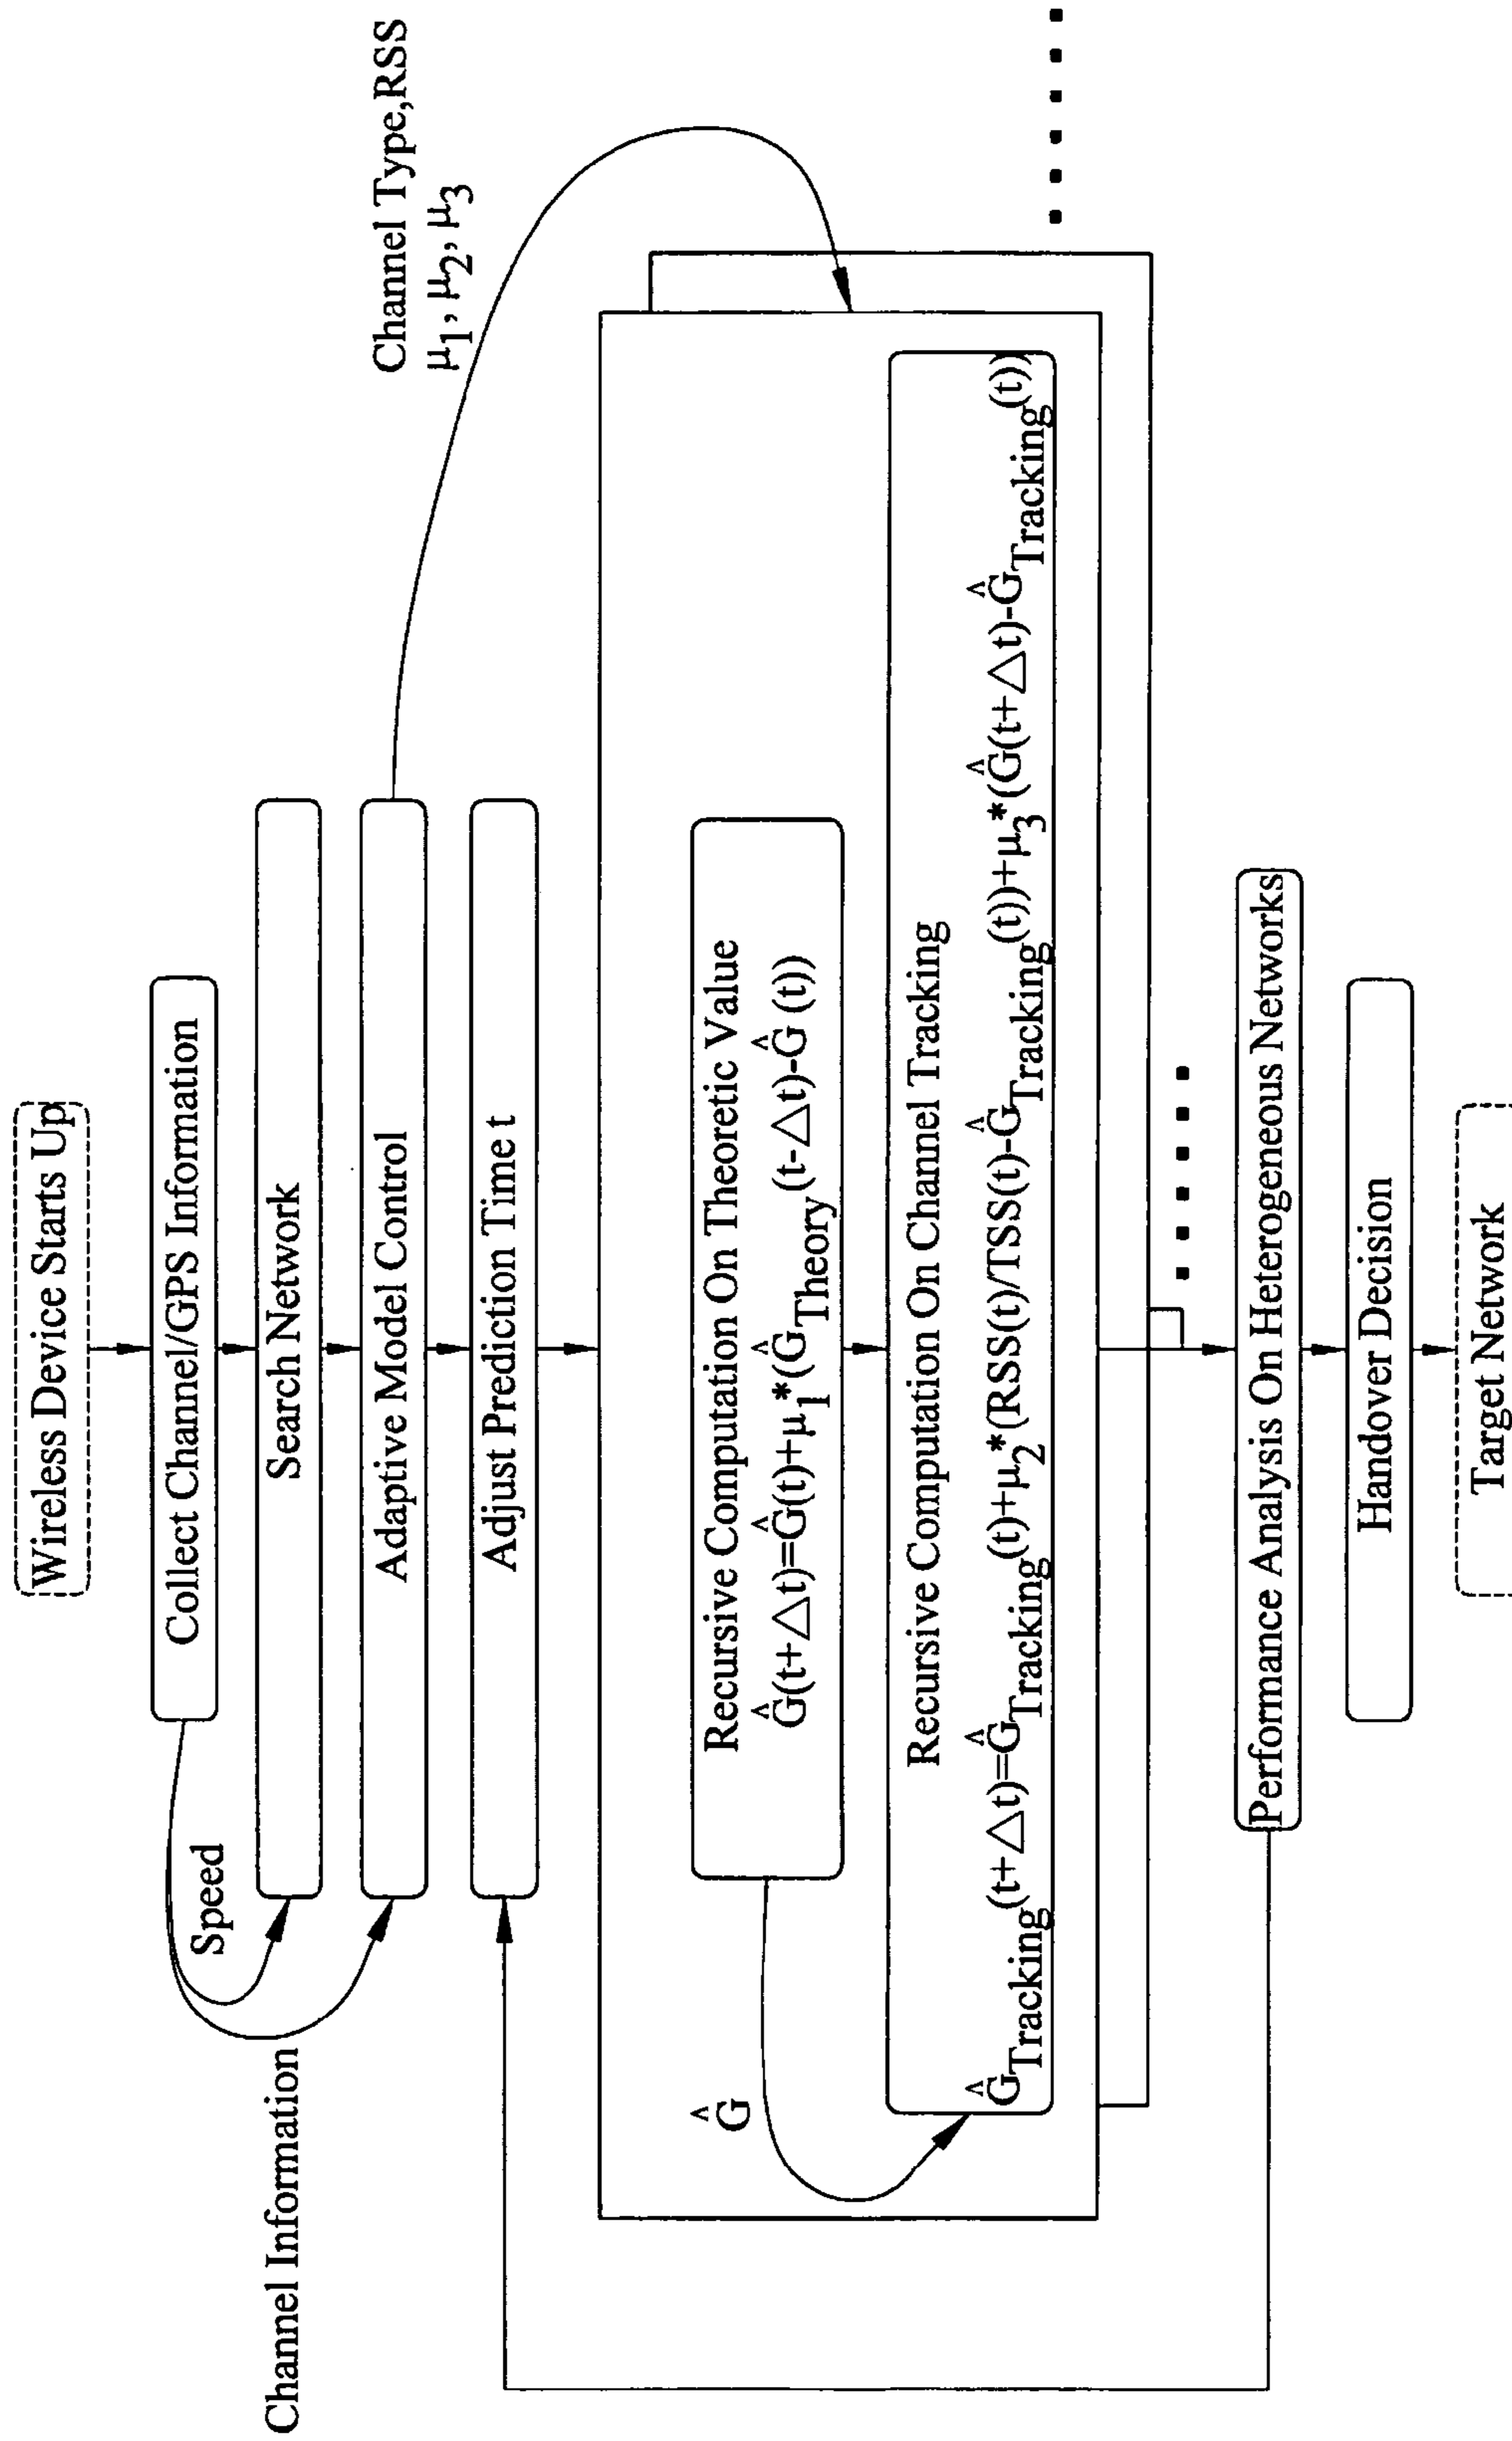 Wireless Device Starts Up
Collect Channel/GPS Information
Speed
Channel Information
Search Network
Adaptive Model Control
Channel Type,RSS
μ1, μ2, μ3
Adjust Prediction Time t
Recursive Computation On Theoretic Value
Ĝ(t+△t)=Ĝ(t)+μ1*(ĜTheory(t-△t)-Ĝ(t))
Ĝ
Recursive Computation On Channel Tracking
ĜTracking(t+△t)=ĜTracking(t)+μ2*(RSS(t)/TSS(t)-ĜTracking(t))+μ3*(Ĝ(t+△t)-ĜTracking(t))
Performance Analysis On Heterogeneous Networks
Handover Decision
Target Network